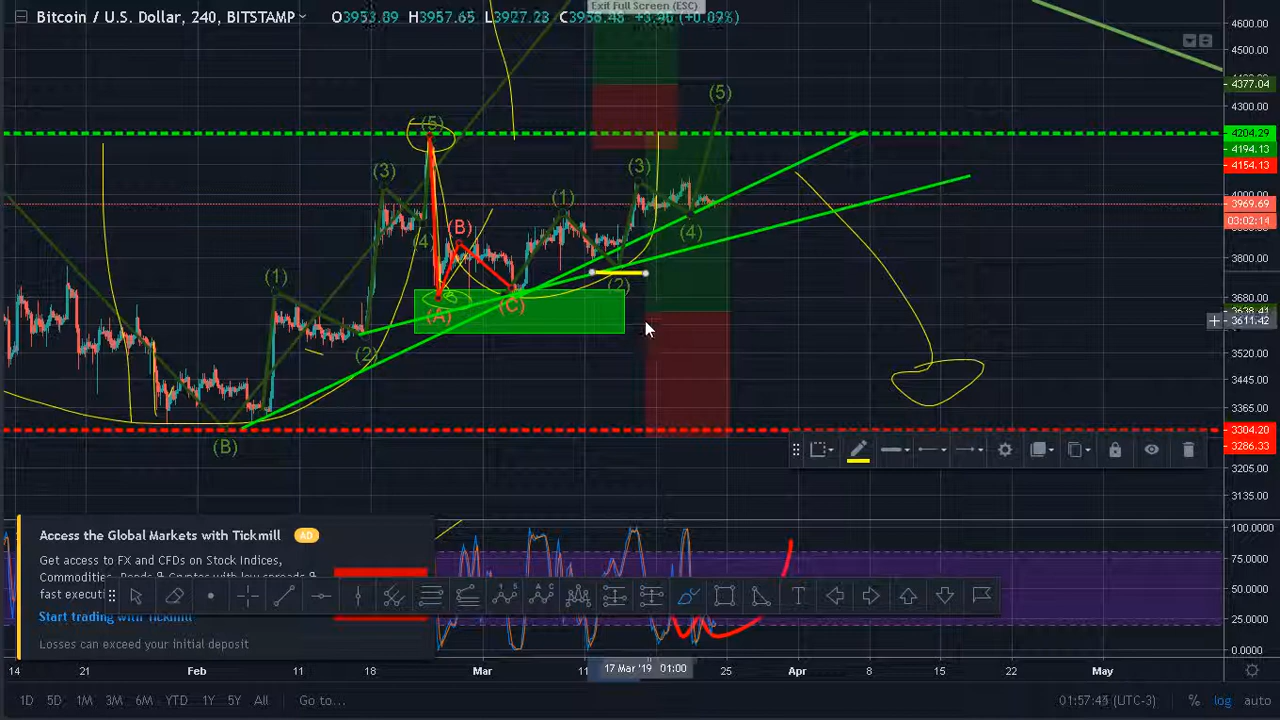 Exit Full Screen (ESC)
Bitcoin / U.S. Dollar, 240, BITSTAMP O3953.89 H3957.65 L3927.23
4600.00
4500.00
4377.04
4300.00
4204.29
4194.13
4154.13
4000.00
3969.69
03:02:14
3800.00
3680.00
3611.42
3520.00
3445.00
3365.00
3304.20
3286.33
3205.00
3135.00
(5)
(5)
(3)
(3)
(1)
(B)
(4)
(4)
(1)
(2)
(A)
(C)
(2)
(B)
Access the Global Markets with Tickmill AD
Get access to FX and CFDs on Stock Indices,
Start trading with Tickmill
Losses can exceed your initial deposit
T
100.0000
75.0000
50.0000
25.0000
0.0000
14 21 Feb 11 18 Mar 11 17 Mar '19 01:00 25 Apr 8 15 22 May
1D 5D 1M 3M 6M YTD 1Y 5Y All Go to... (UTC-3) % log auto